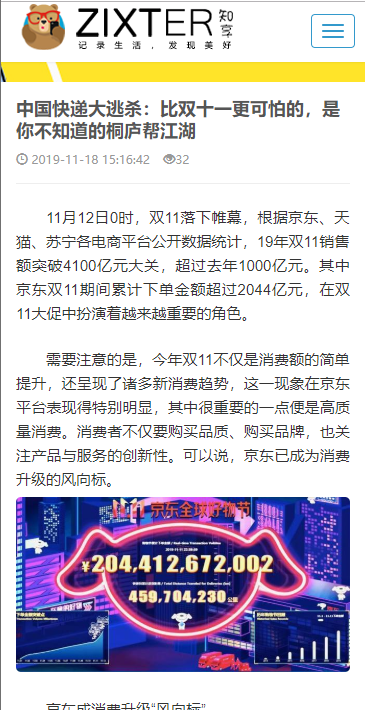 ZIXTER知享
记录生活，发现美好
中国快递大逃杀：比双十一更可怕的，是
你不知道的桐庐帮江湖
2019-11-18 15:16:42 32
11月12日0时，双11落下帷幕，根据京东、天
猫、苏宁各电商平台公开数据统计，19年双11销售
额突破4100亿元大关，超过去年1000亿元。其中
京东双11期间累计下单金额超过2044亿元，在双
11大促中扮演着越来越重要的角色。
需要注意的是，今年双11不仅是消费额的简单
提升，还呈现了诸多新消费趋势，这一现象在京东
平台表现得特别明显，其中很重要的一点便是高质
量消费。消费者不仅要购买品质、购买品牌，也关
注产品与服务的创新性。可以说，京东已成为消费
升级的风向标。
11.11 京东全球好物节
¥204,412,672,002
459,704,230 公里
京东成消费升级“风向标”